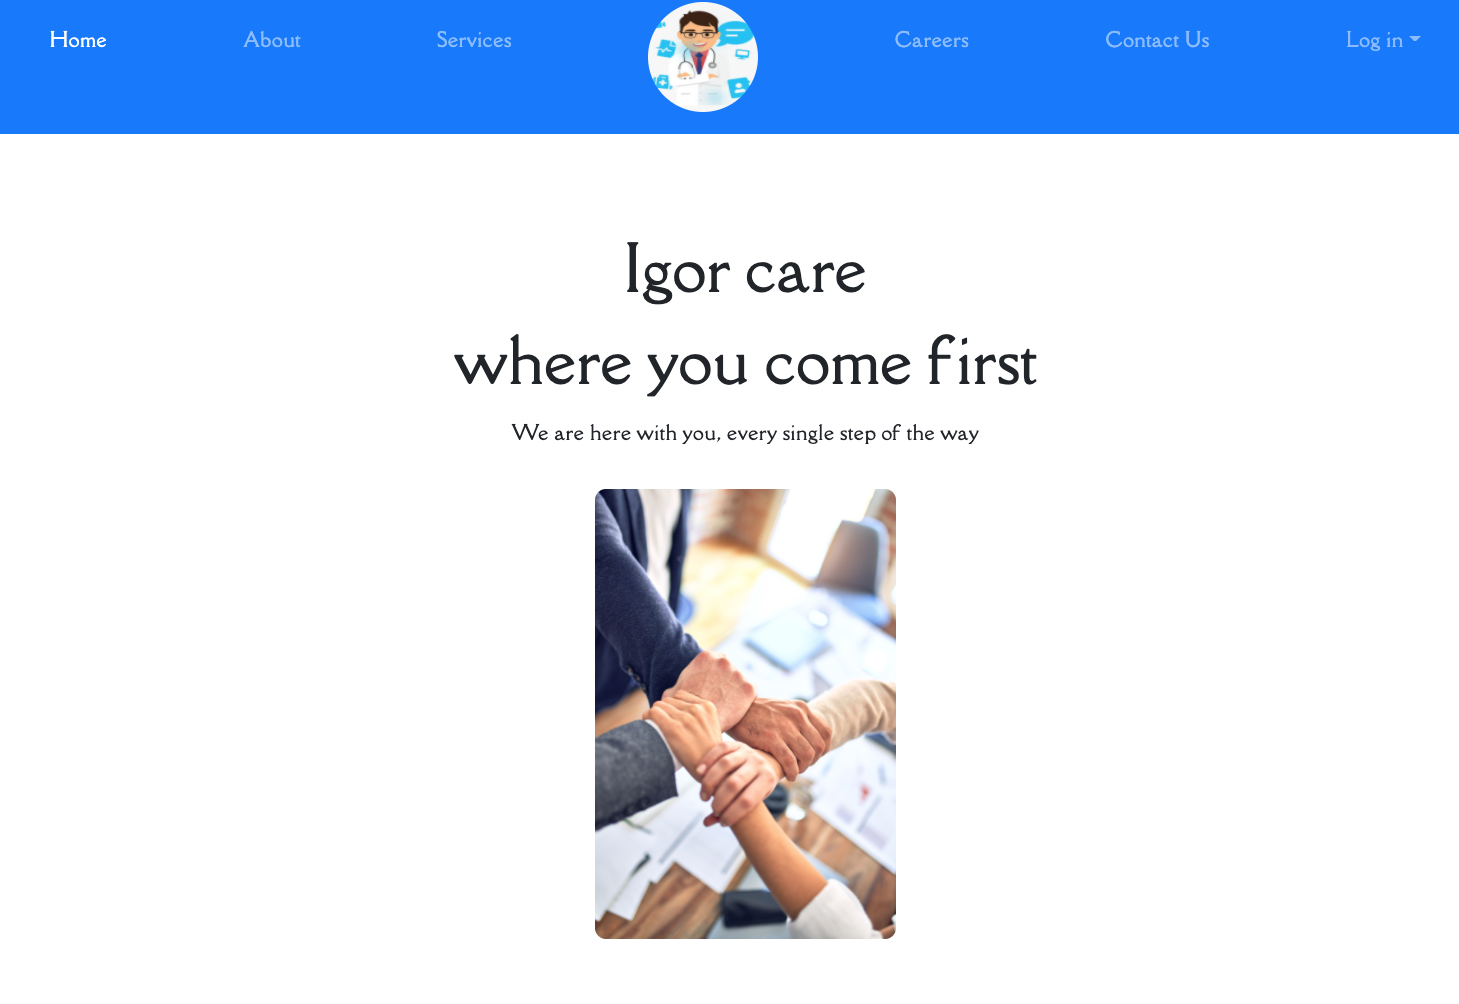 Home About Services Careers Contact Us Log in
Igor care
where you come first
We are here with you, every single step of the way